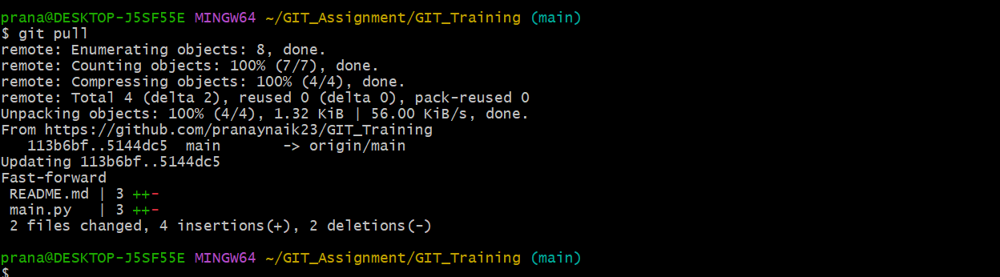 prana@DESKTOP-J5SF55E MINGW64 ~/GIT_Assignment/GIT_Training (main)
$ git pull
remote: Enumerating objects: 8, done.
remote: Counting objects: 100% (7/7), done.
remote: Compressing objects: 100% (4/4), done.
remote: Total 4 (delta 2), reused 0 (delta 0), pack-reused 0
Unpacking objects: 100% (4/4), 1.32 KiB | 56.00 KiB/s, done.
From https://github.com/pranaynaik23/GIT_Training
   113b6bf..5144dc5  main       -> origin/main
Updating 113b6bf..5144dc5
Fast-forward
 README.md | 3 ++-
 main.py   | 3 ++-
 2 files changed, 4 insertions(+), 2 deletions(-)
prana@DESKTOP-J5SF55E MINGW64 ~/GIT_Assignment/GIT_Training (main)
$